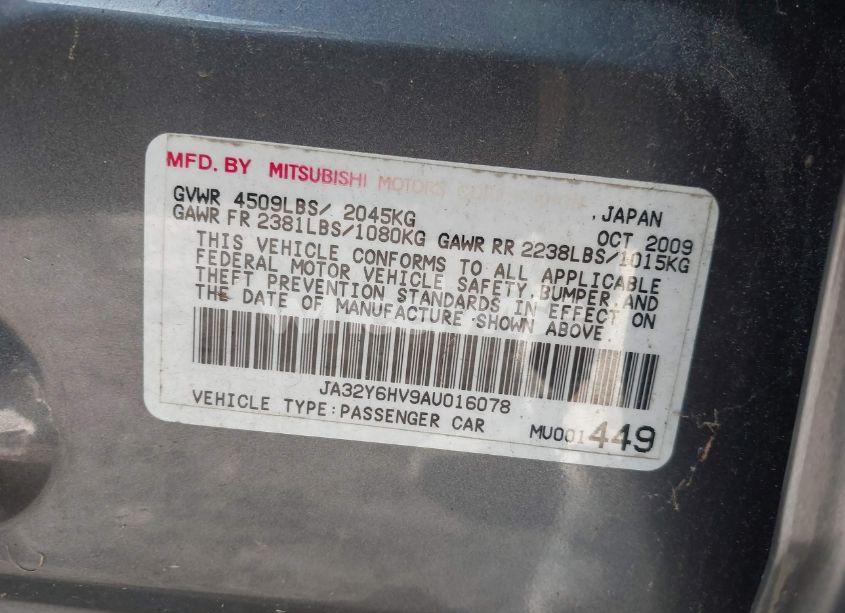 MFD. BY MITSUBISHI MOTORS CORPORATION
, JAPAN
GVWR 4509LBS/ 2045KG OCT 2009
GAWR FR 2381LBS/1080KG GAWR RR 2238LBS/1015KG
THIS VEHICLE CONFORMS TO ALL APPLICABLE
FEDERAL MOTOR VEHICLE SAFETY,BUMPER,AND
THEFT PREVENTION STANDARDS IN EFFECT ON
THE DATE OF MANUFACTURE SHOWN ABOVE.
JA32Y6HV9AU016078
VEHICLE TYPE:PASSENGER CAR
MU001449